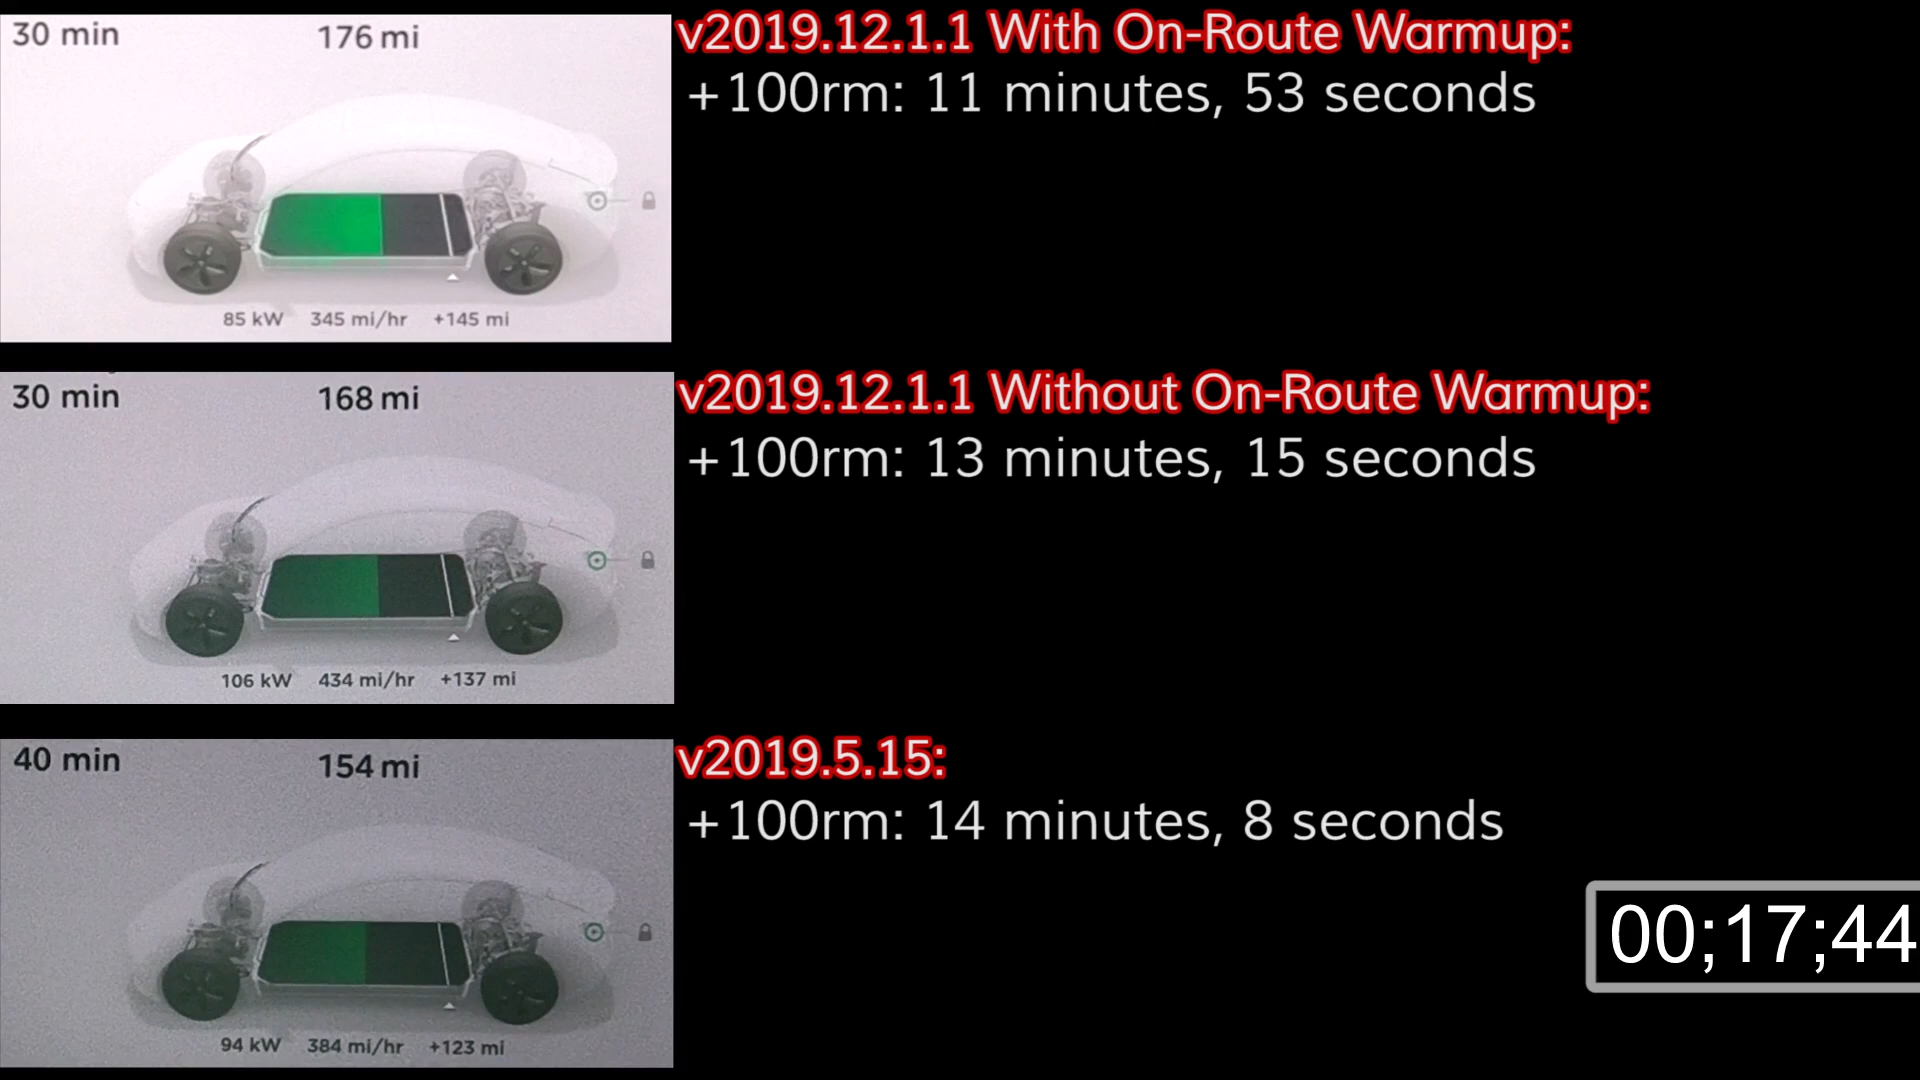 30 min 176 mi
v2019.12.1.1 With On-Route Warmup:
+100rm: 11 minutes, 53 seconds
85 kW 345 mi/hr +145 mi
30 min 168 mi
v2019.12.1.1 Without On-Route Warmup:
+100rm: 13 minutes, 15 seconds
106 kW 434 mi/hr +137 mi
40 min 154 mi
v2019.5.15:
+100rm: 14 minutes, 8 seconds
00;17;44
94 kW 384 mi/hr +123 mi